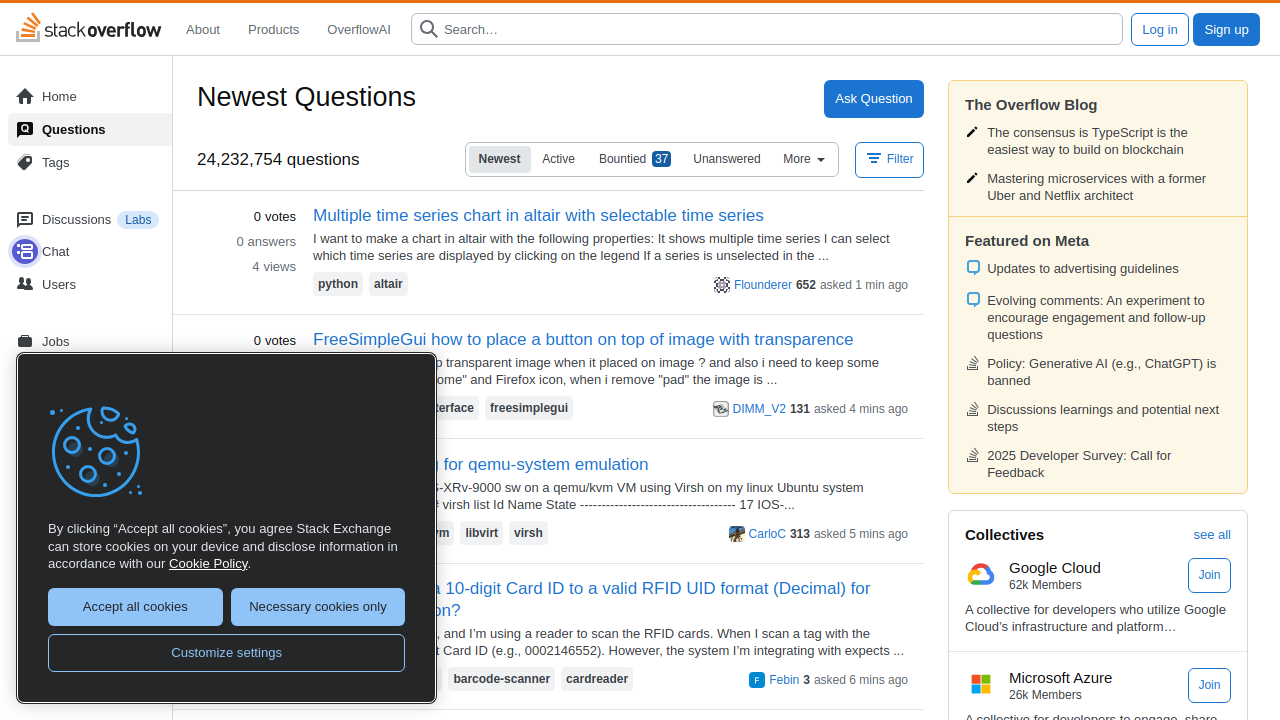 stackoverflow
About
Products
OverflowAI
Search…
Log in
Sign up
Home
Questions
Tags
Discussions Labs
Chat
Users
Jobs
Newest Questions
Ask Question
24,232,754 questions
Newest
Active
Bountied 37
Unanswered
More
Filter
0 votes
0 answers
4 views
Multiple time series chart in altair with selectable time series
I want to make a chart in altair with the following properties: It shows multiple time series I can select
which time series are displayed by clicking on the legend If a series is unselected in the ...
python altair
Flounderer 652 asked 1 min ago
0 votes
FreeSimpleGui how to place a button on top of image with transparence
transparent image when it placed on image ? and also i need to keep some
and Firefox icon, when i remove "pad" the image is ...
freesimplegui
DIMM_V2 131 asked 4 mins ago
for qemu-system emulation
-XRv-9000 sw on a qemu/kvm VM using Virsh on my linux Ubuntu system
# virsh list Id Name State ------------------------------------ 17 IOS-...
libvirt virsh
CarloC 313 asked 5 mins ago
a 10-digit Card ID to a valid RFID UID format (Decimal) for
?
, and I’m using a reader to scan the RFID cards. When I scan a tag with the
Card ID (e.g., 0002146552). However, the system I’m integrating with expects ...
barcode-scanner cardreader
Febin 3 asked 6 mins ago
By clicking “Accept all cookies”, you agree Stack Exchange
can store cookies on your device and disclose information in
accordance with our Cookie Policy.
Accept all cookies
Necessary cookies only
Customize settings
The Overflow Blog
The consensus is TypeScript is the
easiest way to build on blockchain
Mastering microservices with a former
Uber and Netflix architect
Featured on Meta
Updates to advertising guidelines
Evolving comments: An experiment to
encourage engagement and follow-up
questions
Policy: Generative AI (e.g., ChatGPT) is
banned
Discussions learnings and potential next
steps
2025 Developer Survey: Call for
Feedback
Collectives
see all
Google Cloud
62k Members
Join
A collective for developers who utilize Google
Cloud’s infrastructure and platform…
Microsoft Azure
26k Members
Join
A collective for developers to engage, share,